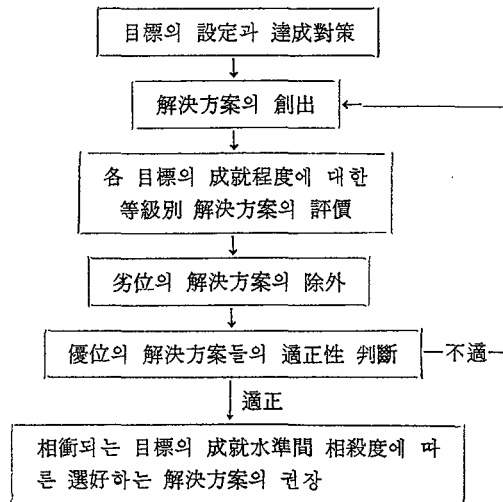 目標의 設定과 達成對策
解決方案의 創出
各 目標의 成就程度에 대한
等級別 解決方案의 評價
劣位의 解決方案의 除外
優位의 解決方案들의 適正性 判斷
不適
適正
相衝되는 目標의 成就水準間 相殺度에 따
른 選好하는 解決方案의 권장